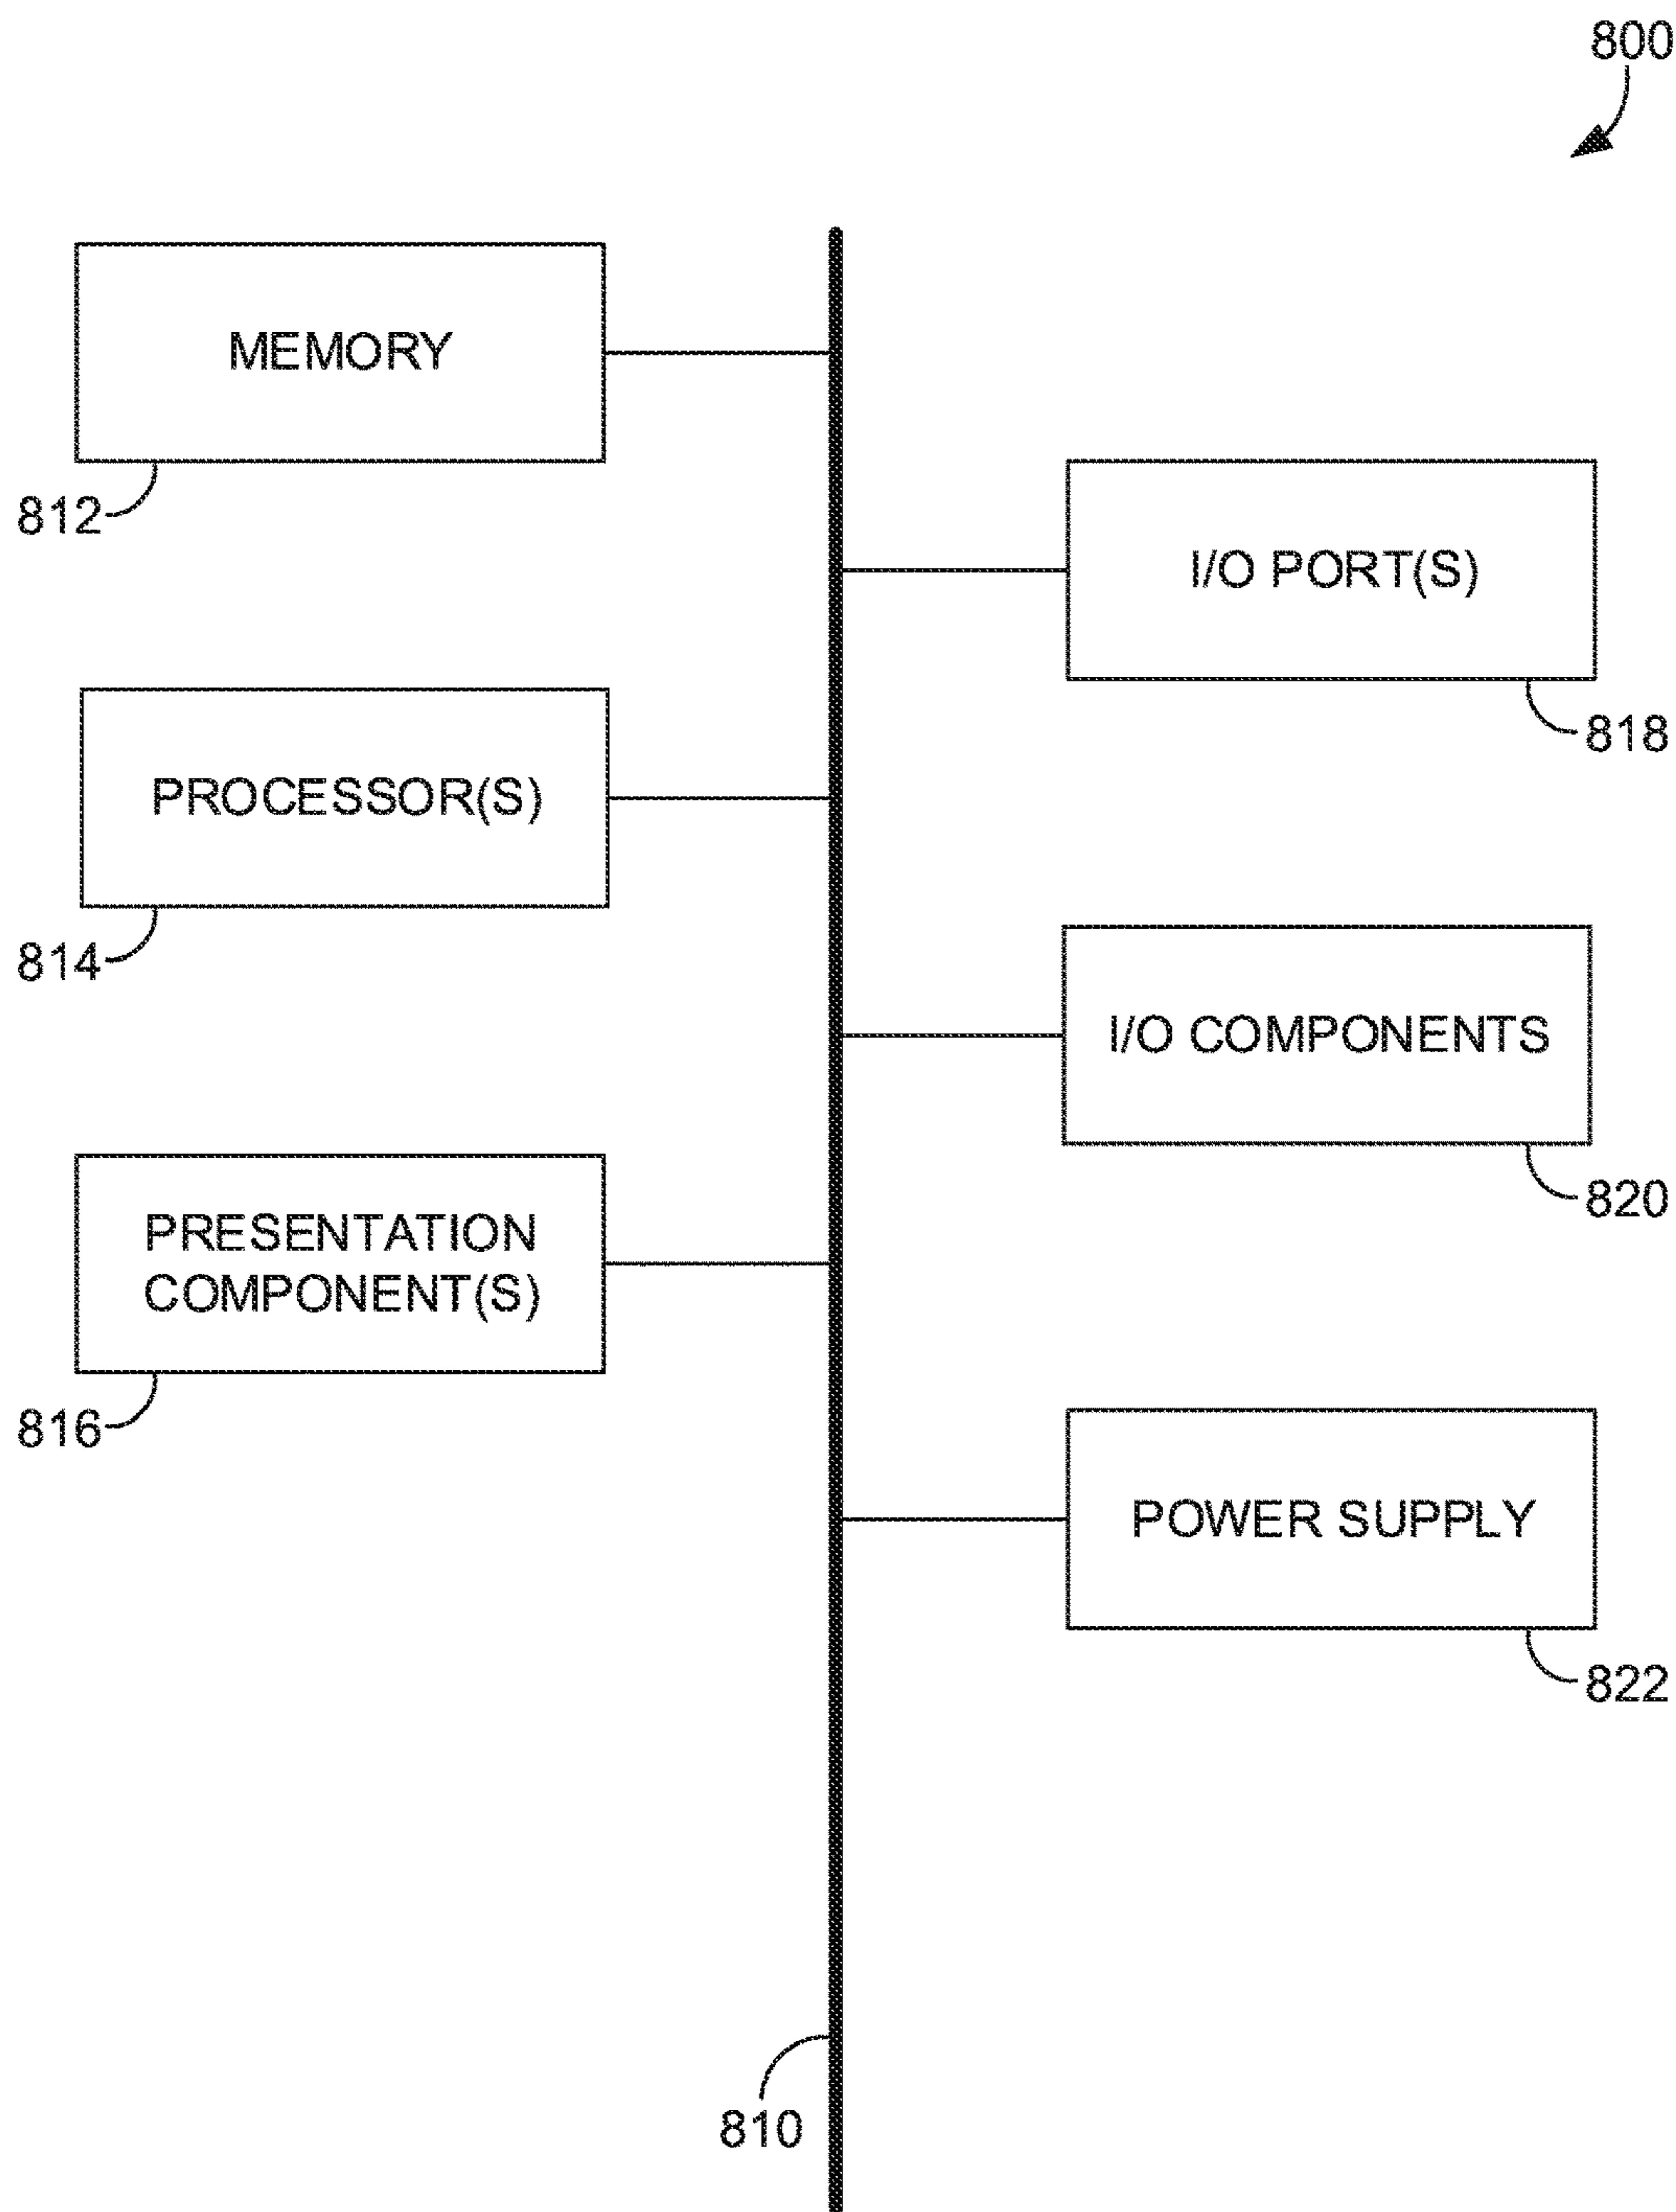 800
MEMORY
812
I/O PORT(S)
818
PROCESSOR(S)
814
I/O COMPONENTS
820
PRESENTATION
COMPONENT(S)
816
POWER SUPPLY
822
810